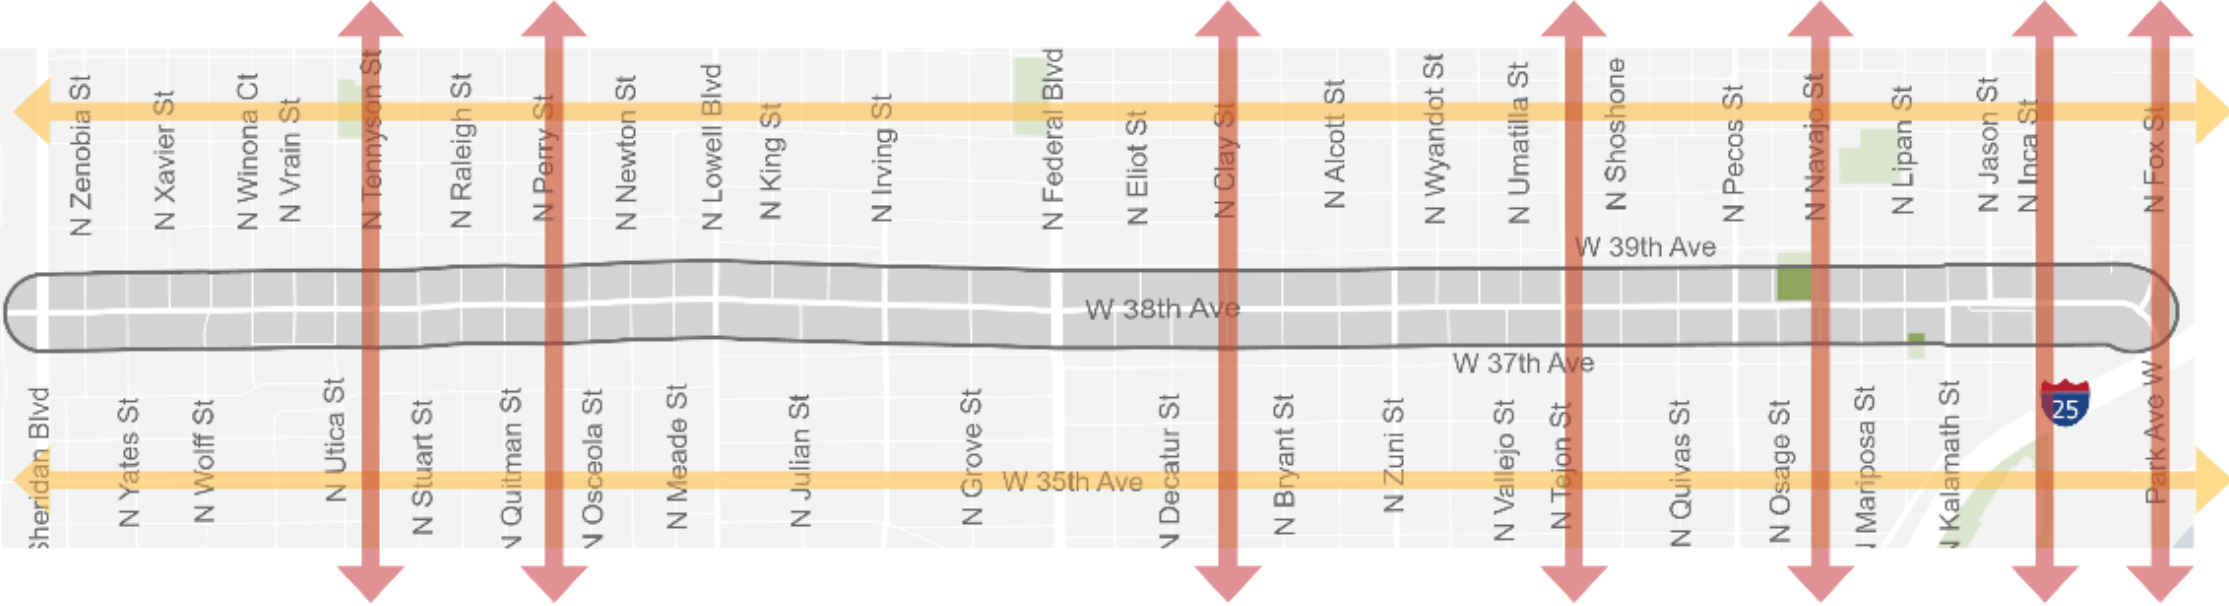 N Zenobia St
N Xavier St
N Winona Ct
N Vrain St
N Tennyson St
N Raleigh St
N Perry St
N Newton St
N Lowell Blvd
N King St
N Irving St
N Federal Blvd
N Eliot St
N Clay St
N Alcott St
N Wyandot St
N Umatilla St
N Shoshone
N Pecos St
N Navajo St
N Lipan St
N Jason St
N Inca St
N Fox St
W 39th Ave
W 38th Ave
W 37th Ave
Sheridan Blvd
N Yates St
N Wolff St
N Utica St
N Stuart St
N Quitman St
N Osceola St
N Meade St
N Julian St
N Grove St
W 35th Ave
N Decatur St
N Bryant St
N Zuni St
N Vallejo St
N Tejon St
N Quivas St
N Osage St
N Mariposa St
N Kalamath St
25
Park Ave W